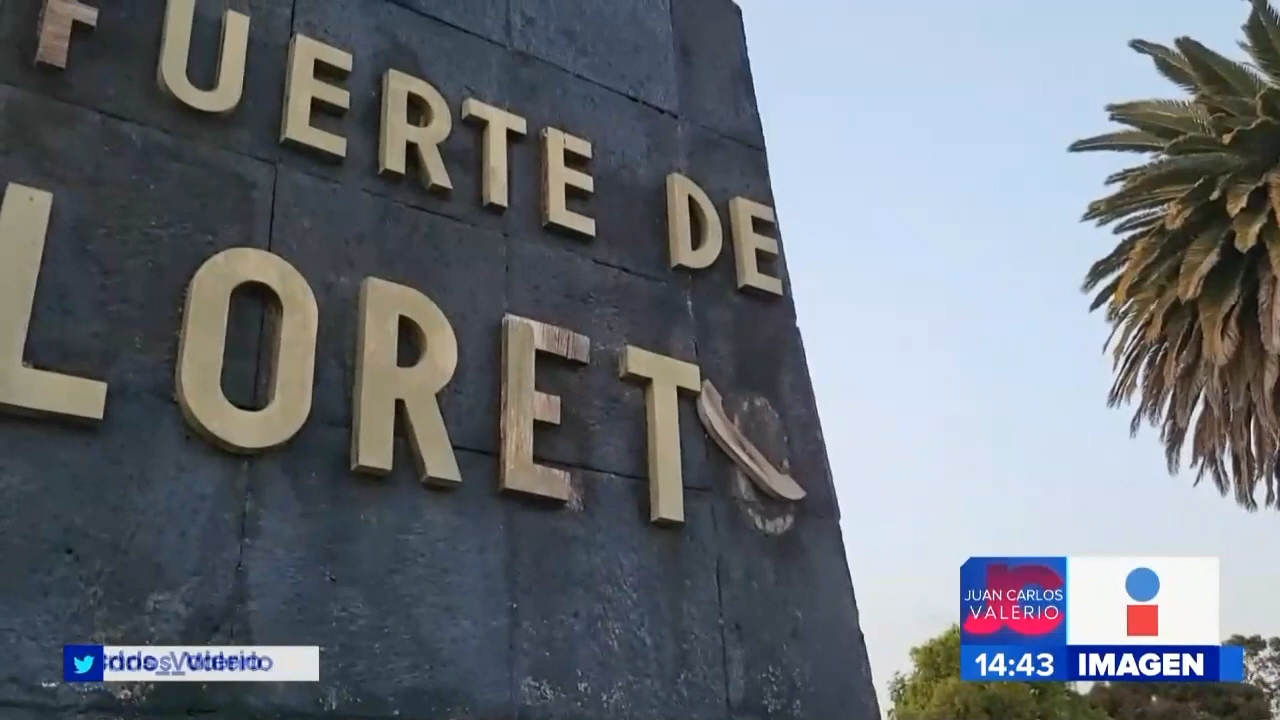 FUERTE DE
LORETO
JUAN CARLOS
VALERIO
14:43 IMAGEN